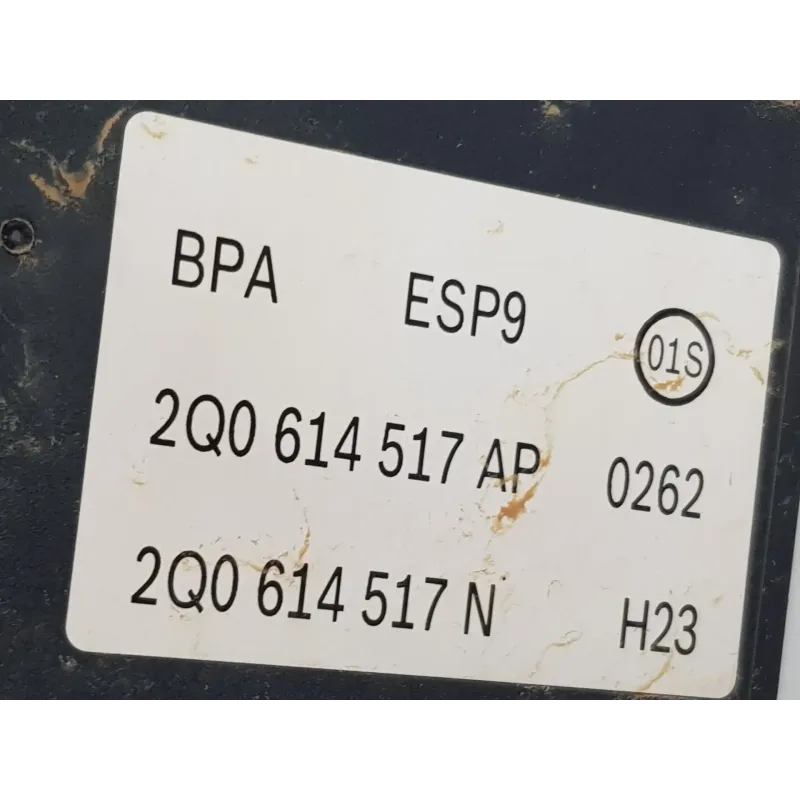 BPA ESP9 01S
2Q0 614 517 AP 0262
2Q0 614 517 N H23